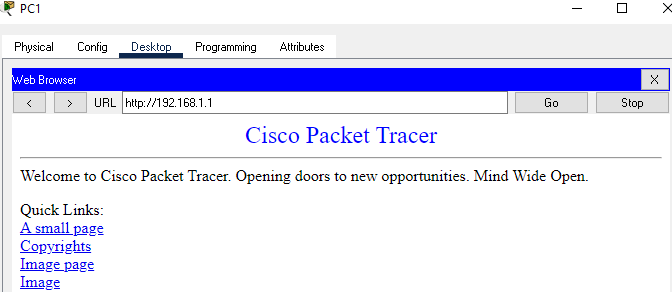 PC1
Physical Config Desktop Programming Attributes
Web Browser X
< > URL http://192.168.1.1 Go Stop
Cisco Packet Tracer
Welcome to Cisco Packet Tracer. Opening doors to new opportunities. Mind Wide Open.
Quick Links:
A small page
Copyrights
Image page
Image